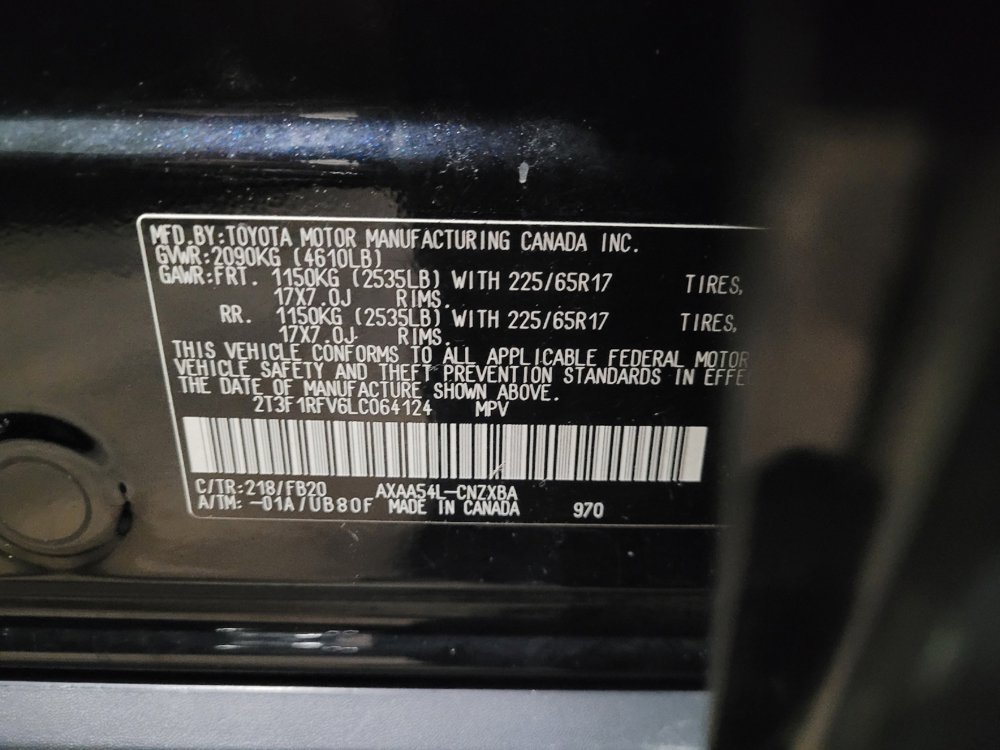 MFD.BY:TOYOTA MOTOR MANUFACTURING CANADA INC.
GVWR:2090KG (4610LB)
GAWR:FRT. 1150KG (2535LB) WITH 225/65R17 TIRES,
17X7.0J RIMS.
RR. 1150KG (2535LB) WITH 225/65R17 TIRES,
17X7.0J RIMS.
THIS VEHICLE CONFORMS TO ALL APPLICABLE FEDERAL MOTOR
VEHICLE SAFETY AND THEFT PREVENTION STANDARDS IN EFFE
THE DATE OF MANUFACTURE SHOWN ABOVE.
2T3F1RFV6LC064124 MPV
C/TR:218/FB20 AXAA54L-CNZXBA
A/TM: -01A/UB80F MADE IN CANADA 970